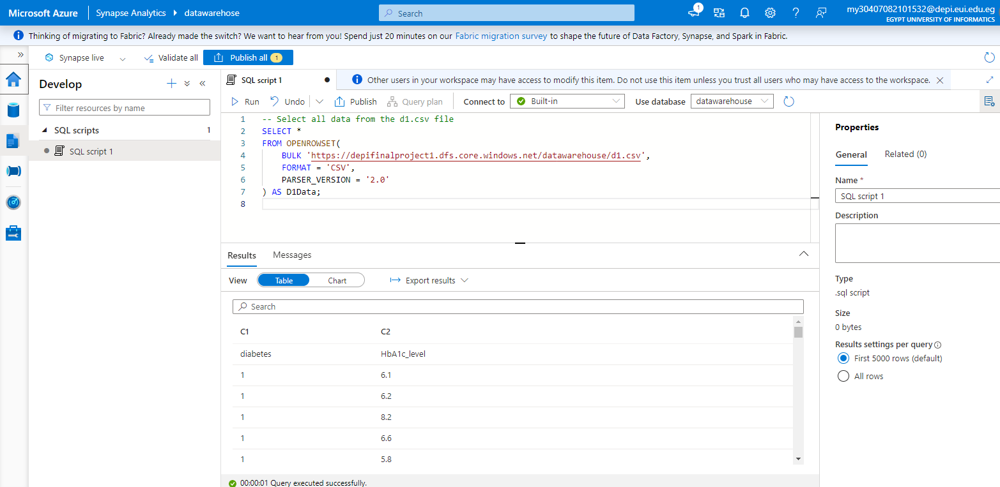 Microsoft Azure
Synapse Analytics
datawarehose
Search
1
my30407082101532@depi.eui.edu.eg
EGYPT UNIVERSITY OF INFORMATICS
Thinking of migrating to Fabric? Already made the switch? We want to hear from you! Spend just 20 minutes on our Fabric migration survey to shape the future of Data Factory, Synapse, and Spark in Fabric.
Synapse live
Validate all
Publish all 1
Develop
Filter resources by name
SQL scripts 1
SQL script 1
SQL script 1
Other users in your workspace may have access to modify this item. Do not use this item unless you trust all users who may have access to the workspace.
Run
Undo
Publish
Query plan
Connect to
Built-in
Use database
datawarehouse
1 -- Select all data from the d1.csv file
2 SELECT *
3 FROM OPENROWSET(
4 BULK 'https://depifinalproject1.dfs.core.windows.net/datawarehouse/d1.csv',
5 FORMAT = 'CSV',
6 PARSER_VERSION = '2.0'
7 ) AS D1Data;
8
Results
Messages
View
Table
Chart
Export results
Search
C1 C2
diabetes HbA1c_level
1 6.1
1 6.2
1 8.2
1 6.6
1 5.8
00:00:01 Query executed successfully.
Properties
General
Related (0)
Name *
SQL script 1
Description
Type
.sql script
Size
0 bytes
Results settings per query
First 5000 rows (default)
All rows